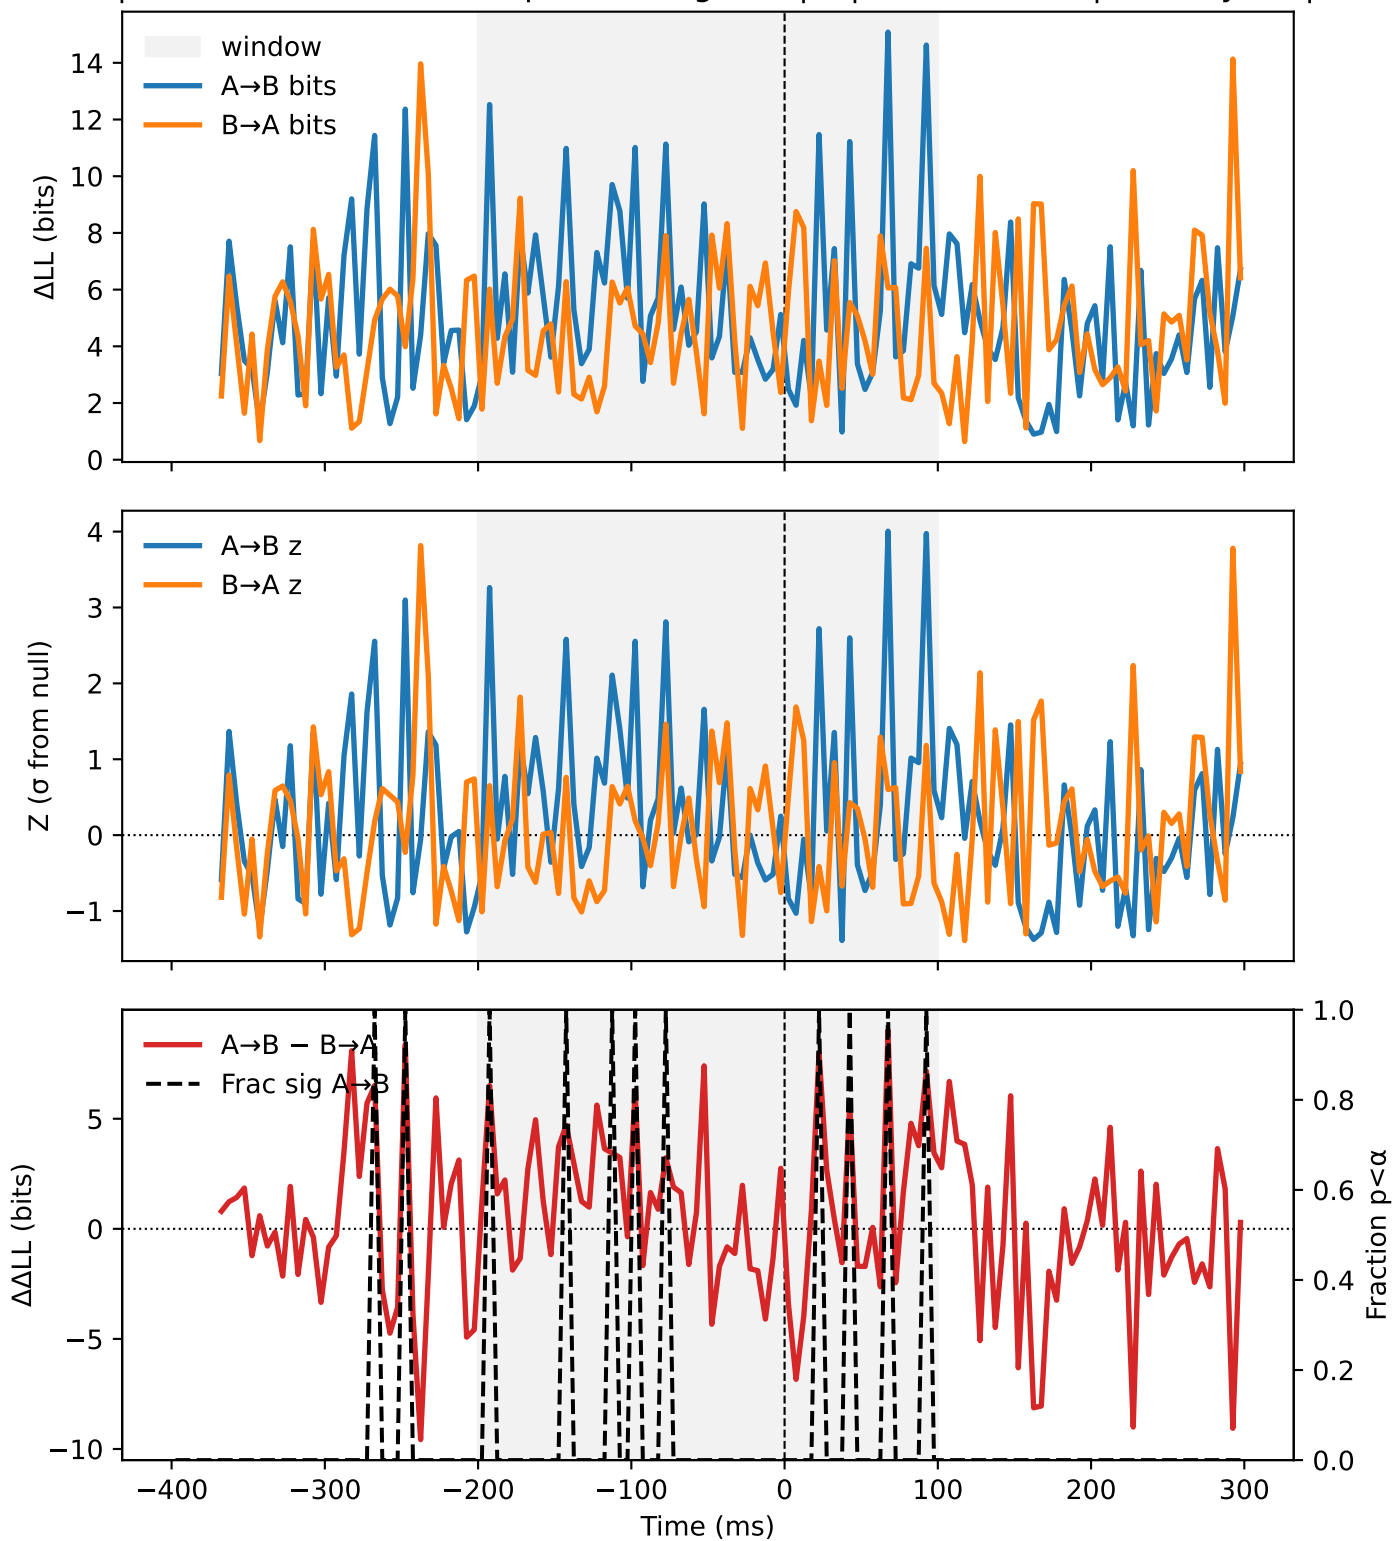 window
A→B bits
B→A bits
ΔLL (bits)
14
12
10
8
6
4
2
0
A→B z
B→A z
Z (σ from null)
4
3
2
1
0
−1
A→B − B→A
Frac sig A→B
ΔΔLL (bits)
5
0
−5
−10
1.0
0.8
0.6
0.4
0.2
0.0
Fraction p<α
−400 −300 −200 −100 0 100 200 300
Time (ms)